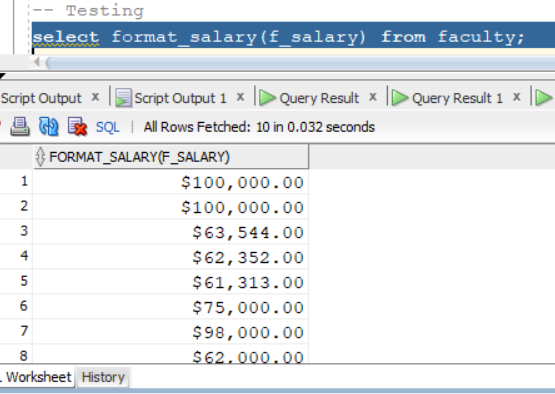 -- Testing
select format_salary(f_salary) from faculty;
Script Output x Script Output 1 x Query Result x Query Result 1 x
SQL | All Rows Fetched: 10 in 0.032 seconds
FORMAT_SALARY(F_SALARY)
1 $100,000.00
2 $100,000.00
3 $63,544.00
4 $62,352.00
5 $61,313.00
6 $75,000.00
7 $98,000.00
8 $62,000.00
Worksheet History